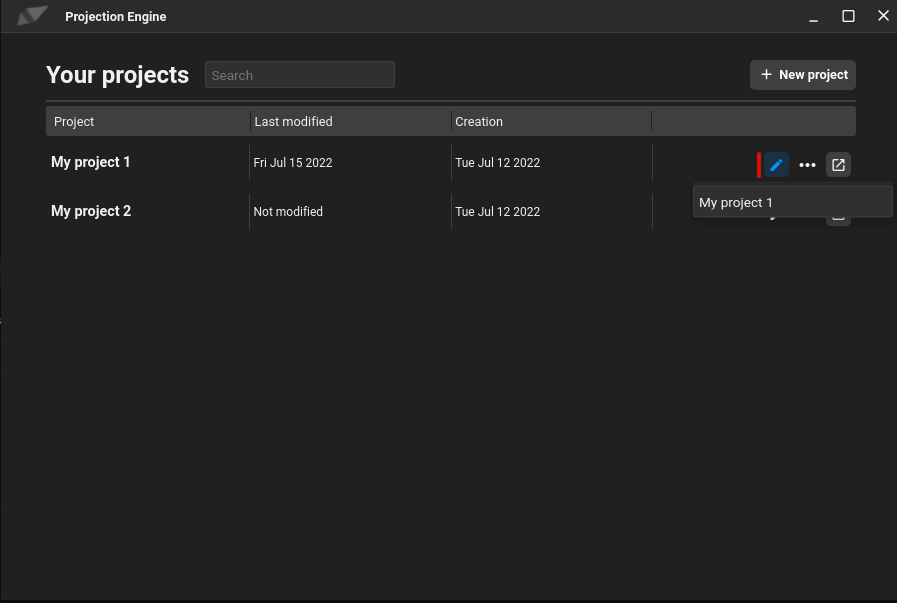 Projection Engine
Your projects
Search
New project
Project Last modified Creation
My project 1 Fri Jul 15 2022 Tue Jul 12 2022
My project 1
My project 2 Not modified Tue Jul 12 2022